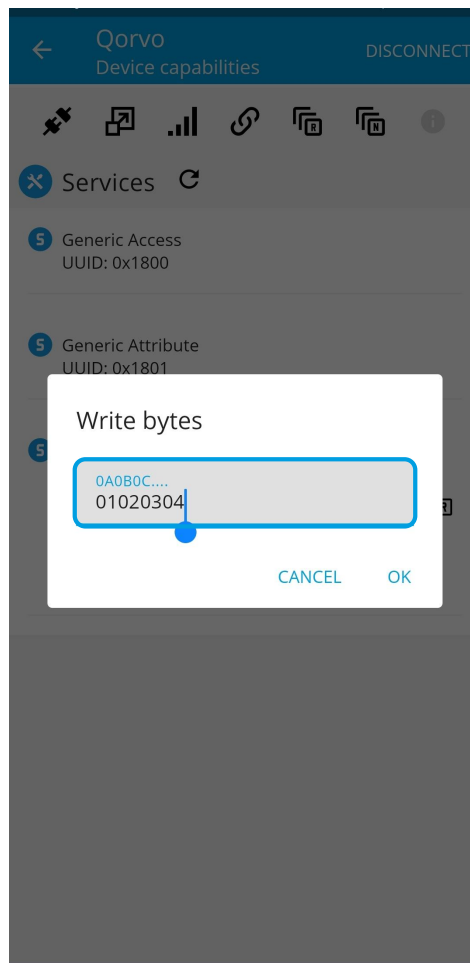 Qorvo
Device capabilities
DISCONNECT
R
N
Services
S Generic Access
UUID: 0x1800
S Generic Attribute
UUID: 0x1801
S
Write bytes
0A0B0C....
01020304
CANCEL OK